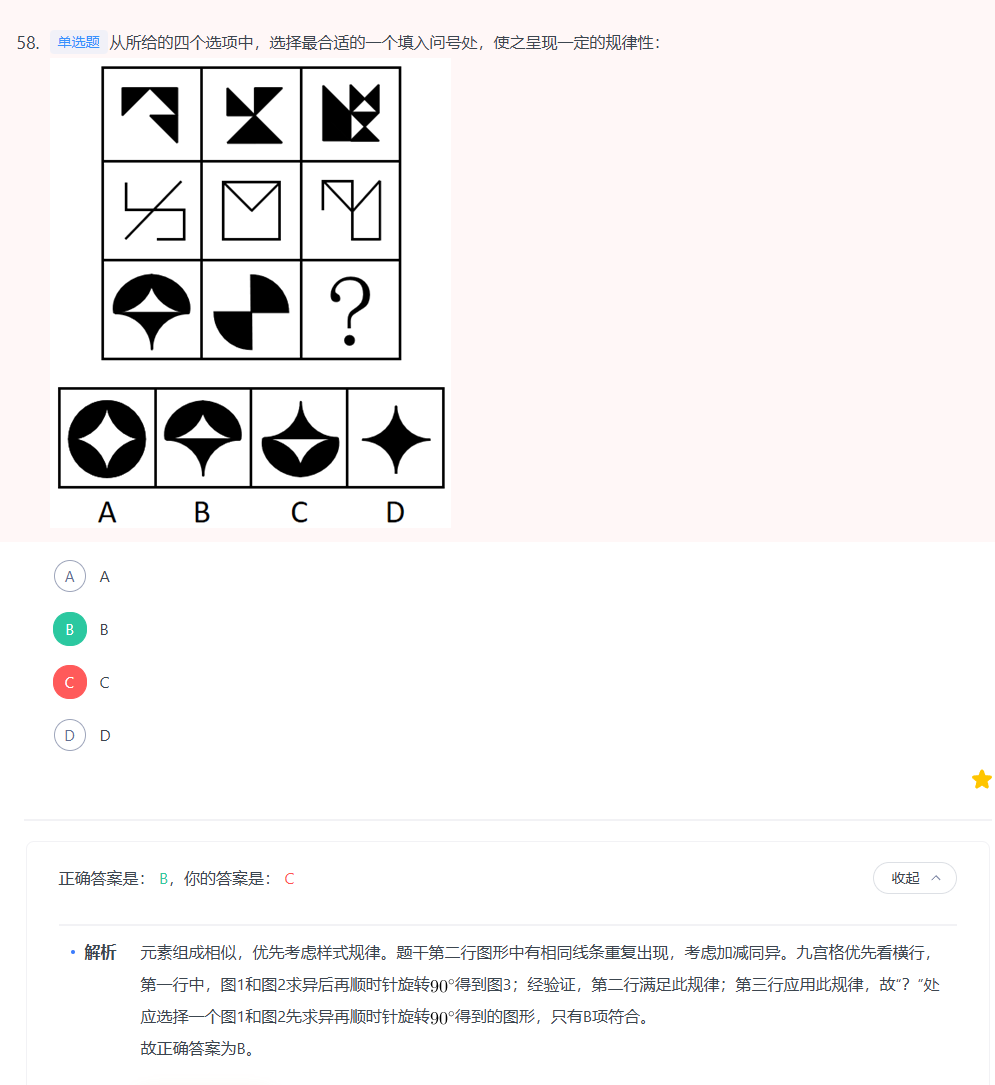 58. 单选题 从所给的四个选项中，选择最合适的一个填入问号处，使之呈现一定的规律性：
?
A B C D
A A
B B
C C
D D
正确答案是： B，你的答案是： C 收起
• 解析 元素组成相似，优先考虑样式规律。题干第二行图形中有相同线条重复出现，考虑加减同异。九宫格优先看横行，
第一行中，图1和图2求异后再顺时针旋转90°得到图3；经验证，第二行满足此规律；第三行应用此规律，故“？”处
应选择一个图1和图2先求异再顺时针旋转90°得到的图形，只有B项符合。
故正确答案为B。